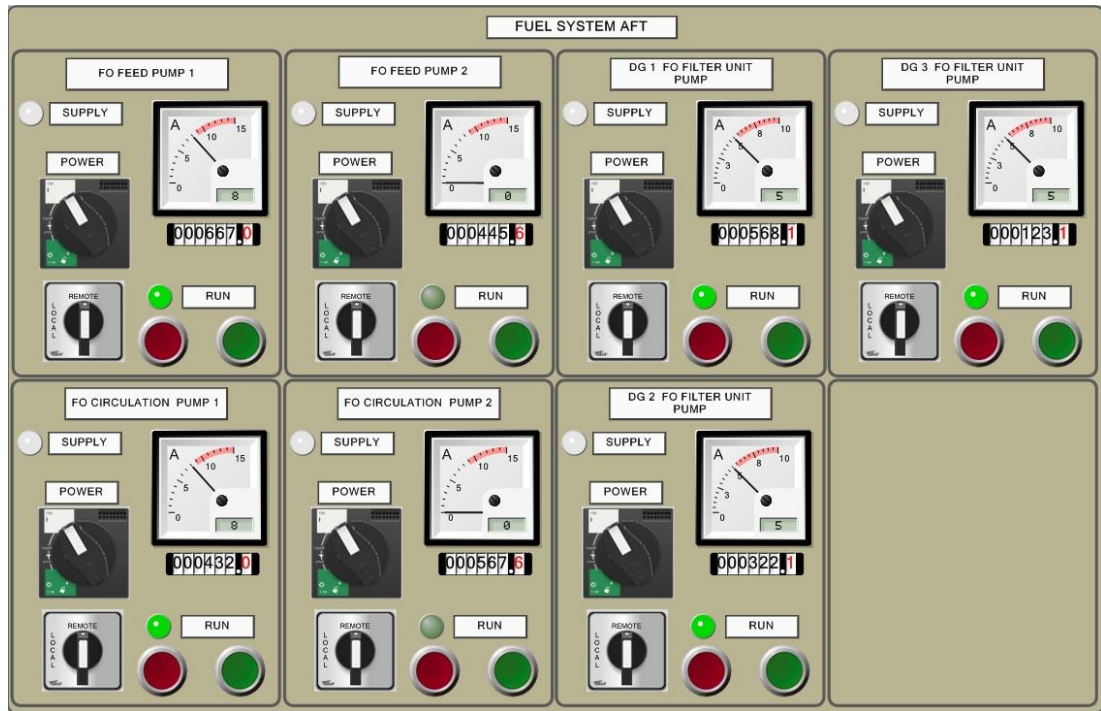 FUEL SYSTEM AFT
FO FEED PUMP 1
SUPPLY
A
0
5
10
15
8
POWER
000667.0
REMOTE
LOCAL
RUN
FO FEED PUMP 2
SUPPLY
A
0
5
10
15
0
POWER
000445.6
REMOTE
LOCAL
RUN
DG 1 FO FILTER UNIT
PUMP
SUPPLY
A
0
3
5
8
10
5
POWER
000568.1
REMOTE
LOCAL
RUN
DG 3 FO FILTER UNIT
PUMP
SUPPLY
A
0
3
5
8
10
5
POWER
000123.1
REMOTE
LOCAL
RUN
FO CIRCULATION PUMP 1
SUPPLY
A
0
5
10
15
8
POWER
000432.0
REMOTE
LOCAL
RUN
FO CIRCULATION PUMP 2
SUPPLY
A
0
5
10
15
0
POWER
000567.6
REMOTE
LOCAL
RUN
DG 2 FO FILTER UNIT
PUMP
SUPPLY
A
0
3
5
8
10
5
POWER
000322.1
REMOTE
LOCAL
RUN